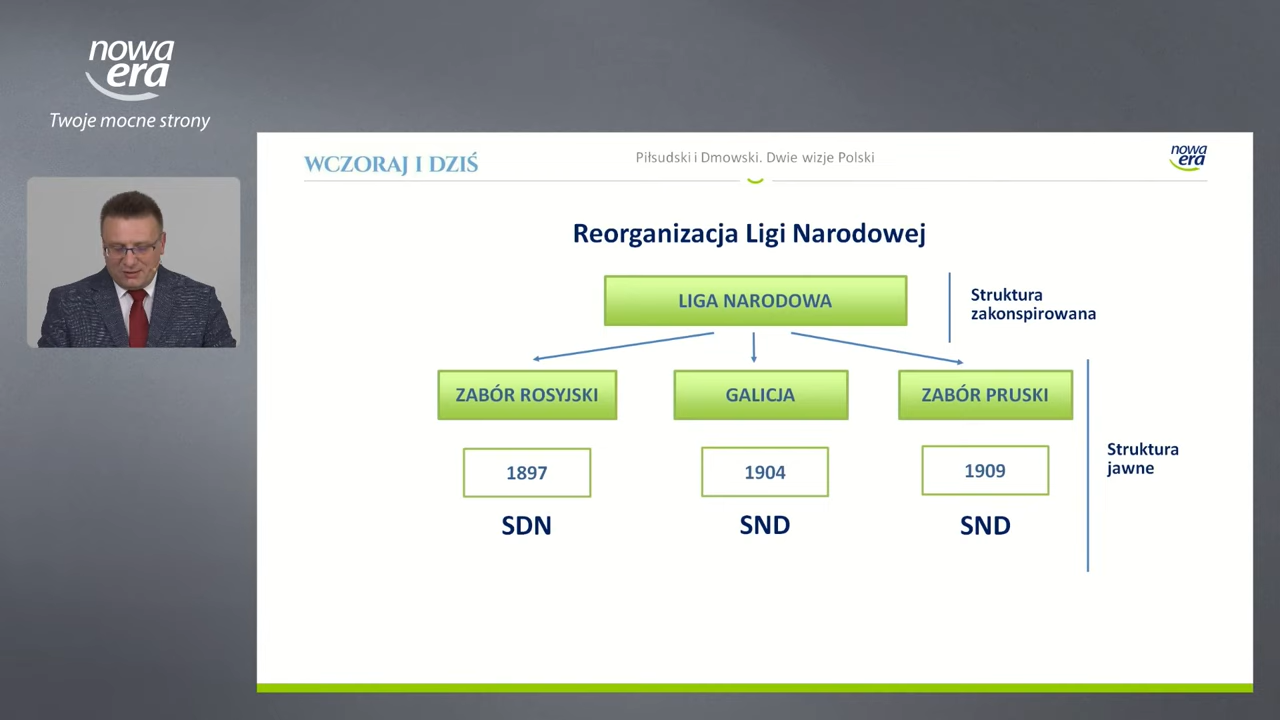 nowa
era
Twoje mocne strony
WCZORAJ I DZIŚ
Piłsudski i Dmowski. Dwie wizje Polski
nowa
era
Reorganizacja Ligi Narodowej
LIGA NARODOWA
Struktura
zakonspirowana
ZABÓR ROSYJSKI
GALICJA
ZABÓR PRUSKI
1897
1904
1909
Struktura
jawne
SDN
SND
SND